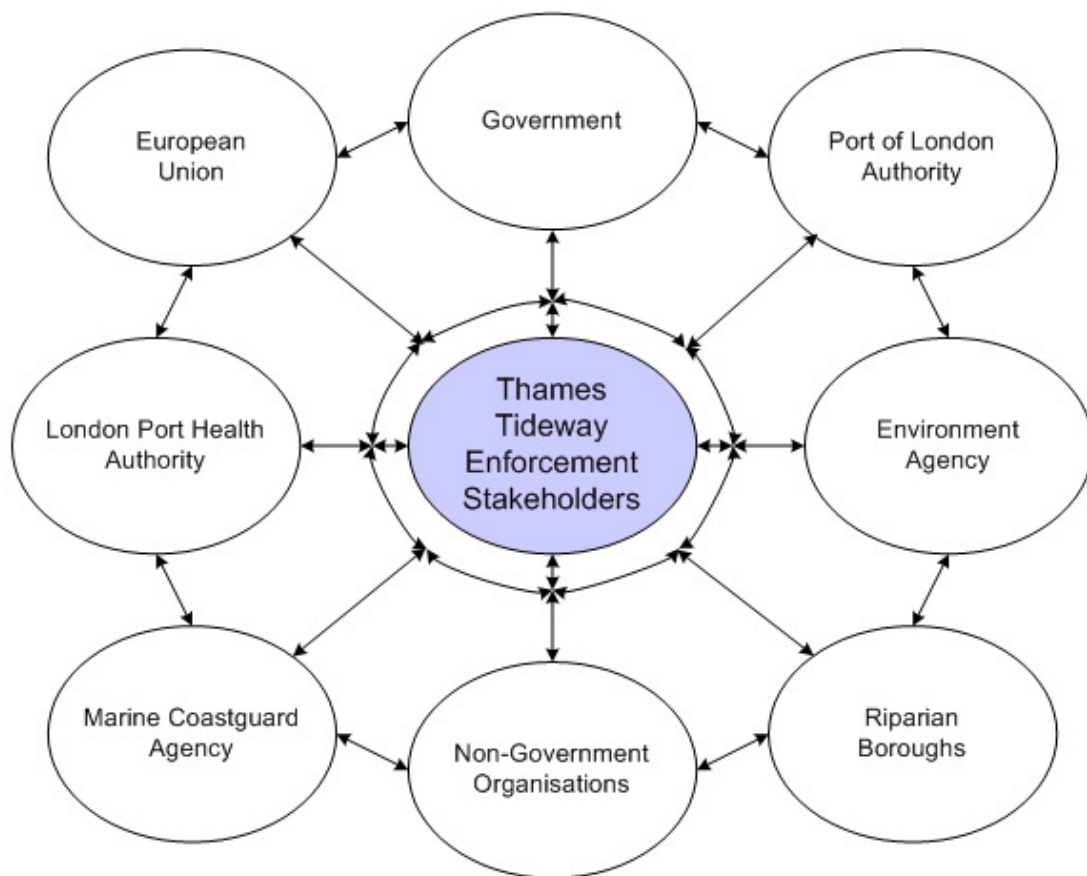 Government
European
Union
Port of London
Authority
London Port Health
Authority
Thames
Tideway
Enforcement
Stakeholders
Environment
Agency
Marine Coastguard
Agency
Non-Government
Organisations
Riparian
Boroughs